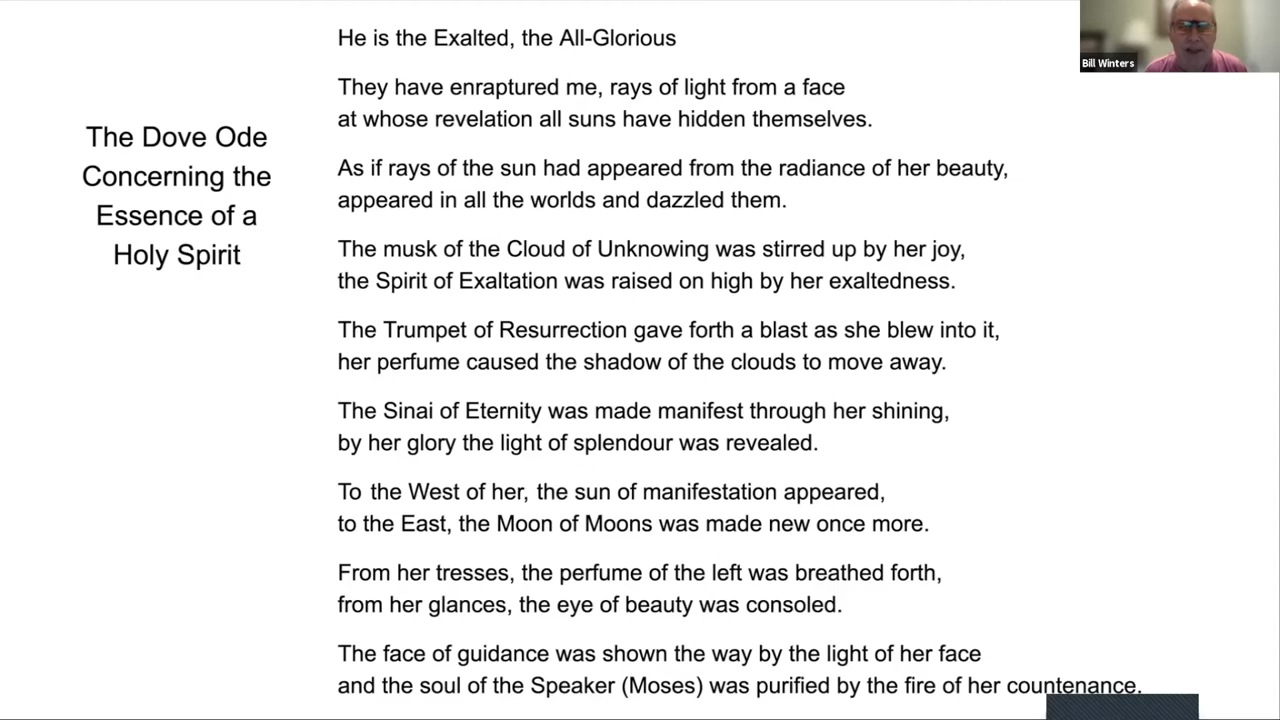 He is the Exalted, the All-Glorious
They have enraptured me, rays of light from a face
at whose revelation all suns have hidden themselves.
The Dove Ode
Concerning the
Essence of a
Holy Spirit
As if rays of the sun had appeared from the radiance of her beauty,
appeared in all the worlds and dazzled them.
The musk of the Cloud of Unknowing was stirred up by her joy,
the Spirit of Exaltation was raised on high by her exaltedness.
The Trumpet of Resurrection gave forth a blast as she blew into it,
her perfume caused the shadow of the clouds to move away.
The Sinai of Eternity was made manifest through her shining,
by her glory the light of splendour was revealed.
To the West of her, the sun of manifestation appeared,
to the East, the Moon of Moons was made new once more.
From her tresses, the perfume of the left was breathed forth,
from her glances, the eye of beauty was consoled.
The face of guidance was shown the way by the light of her face
and the soul of the Speaker (Moses) was purified by the fire of her countenance.
Bill Winters